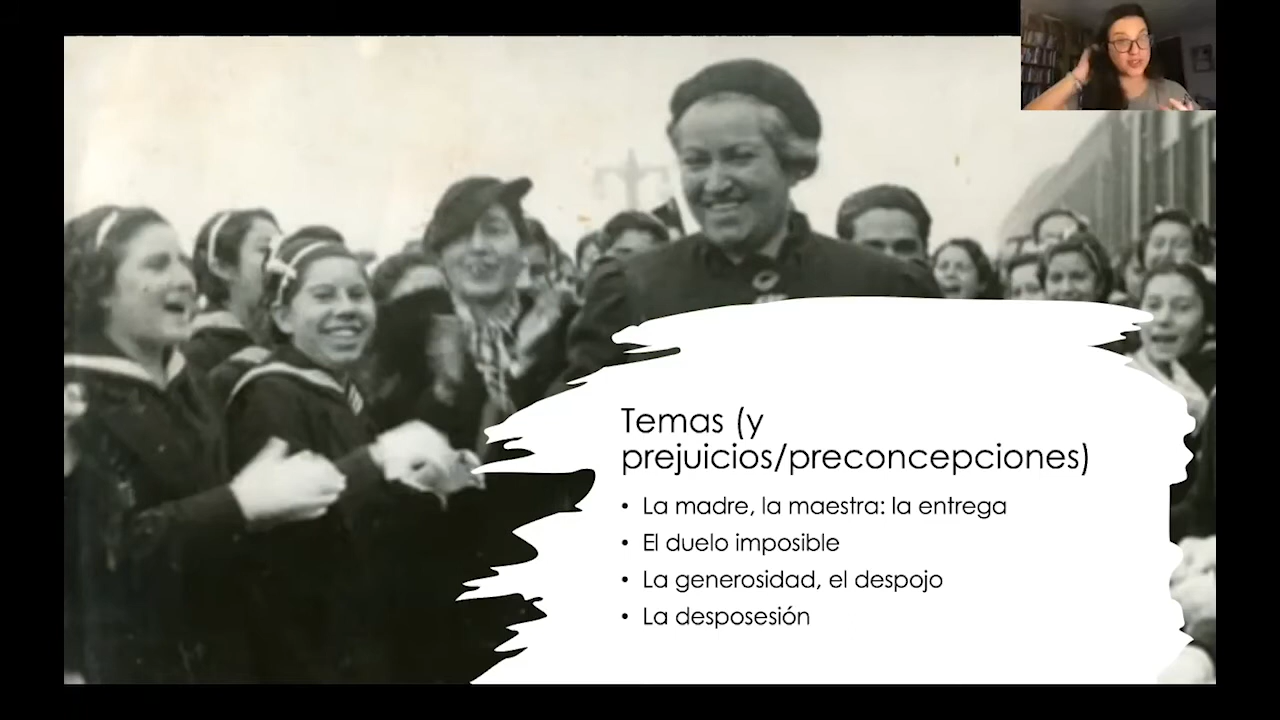 Temas (y
prejuicios/preconcepciones)
• La madre, la maestra: la entrega
• El duelo imposible
• La generosidad, el despojo
• La desposesión